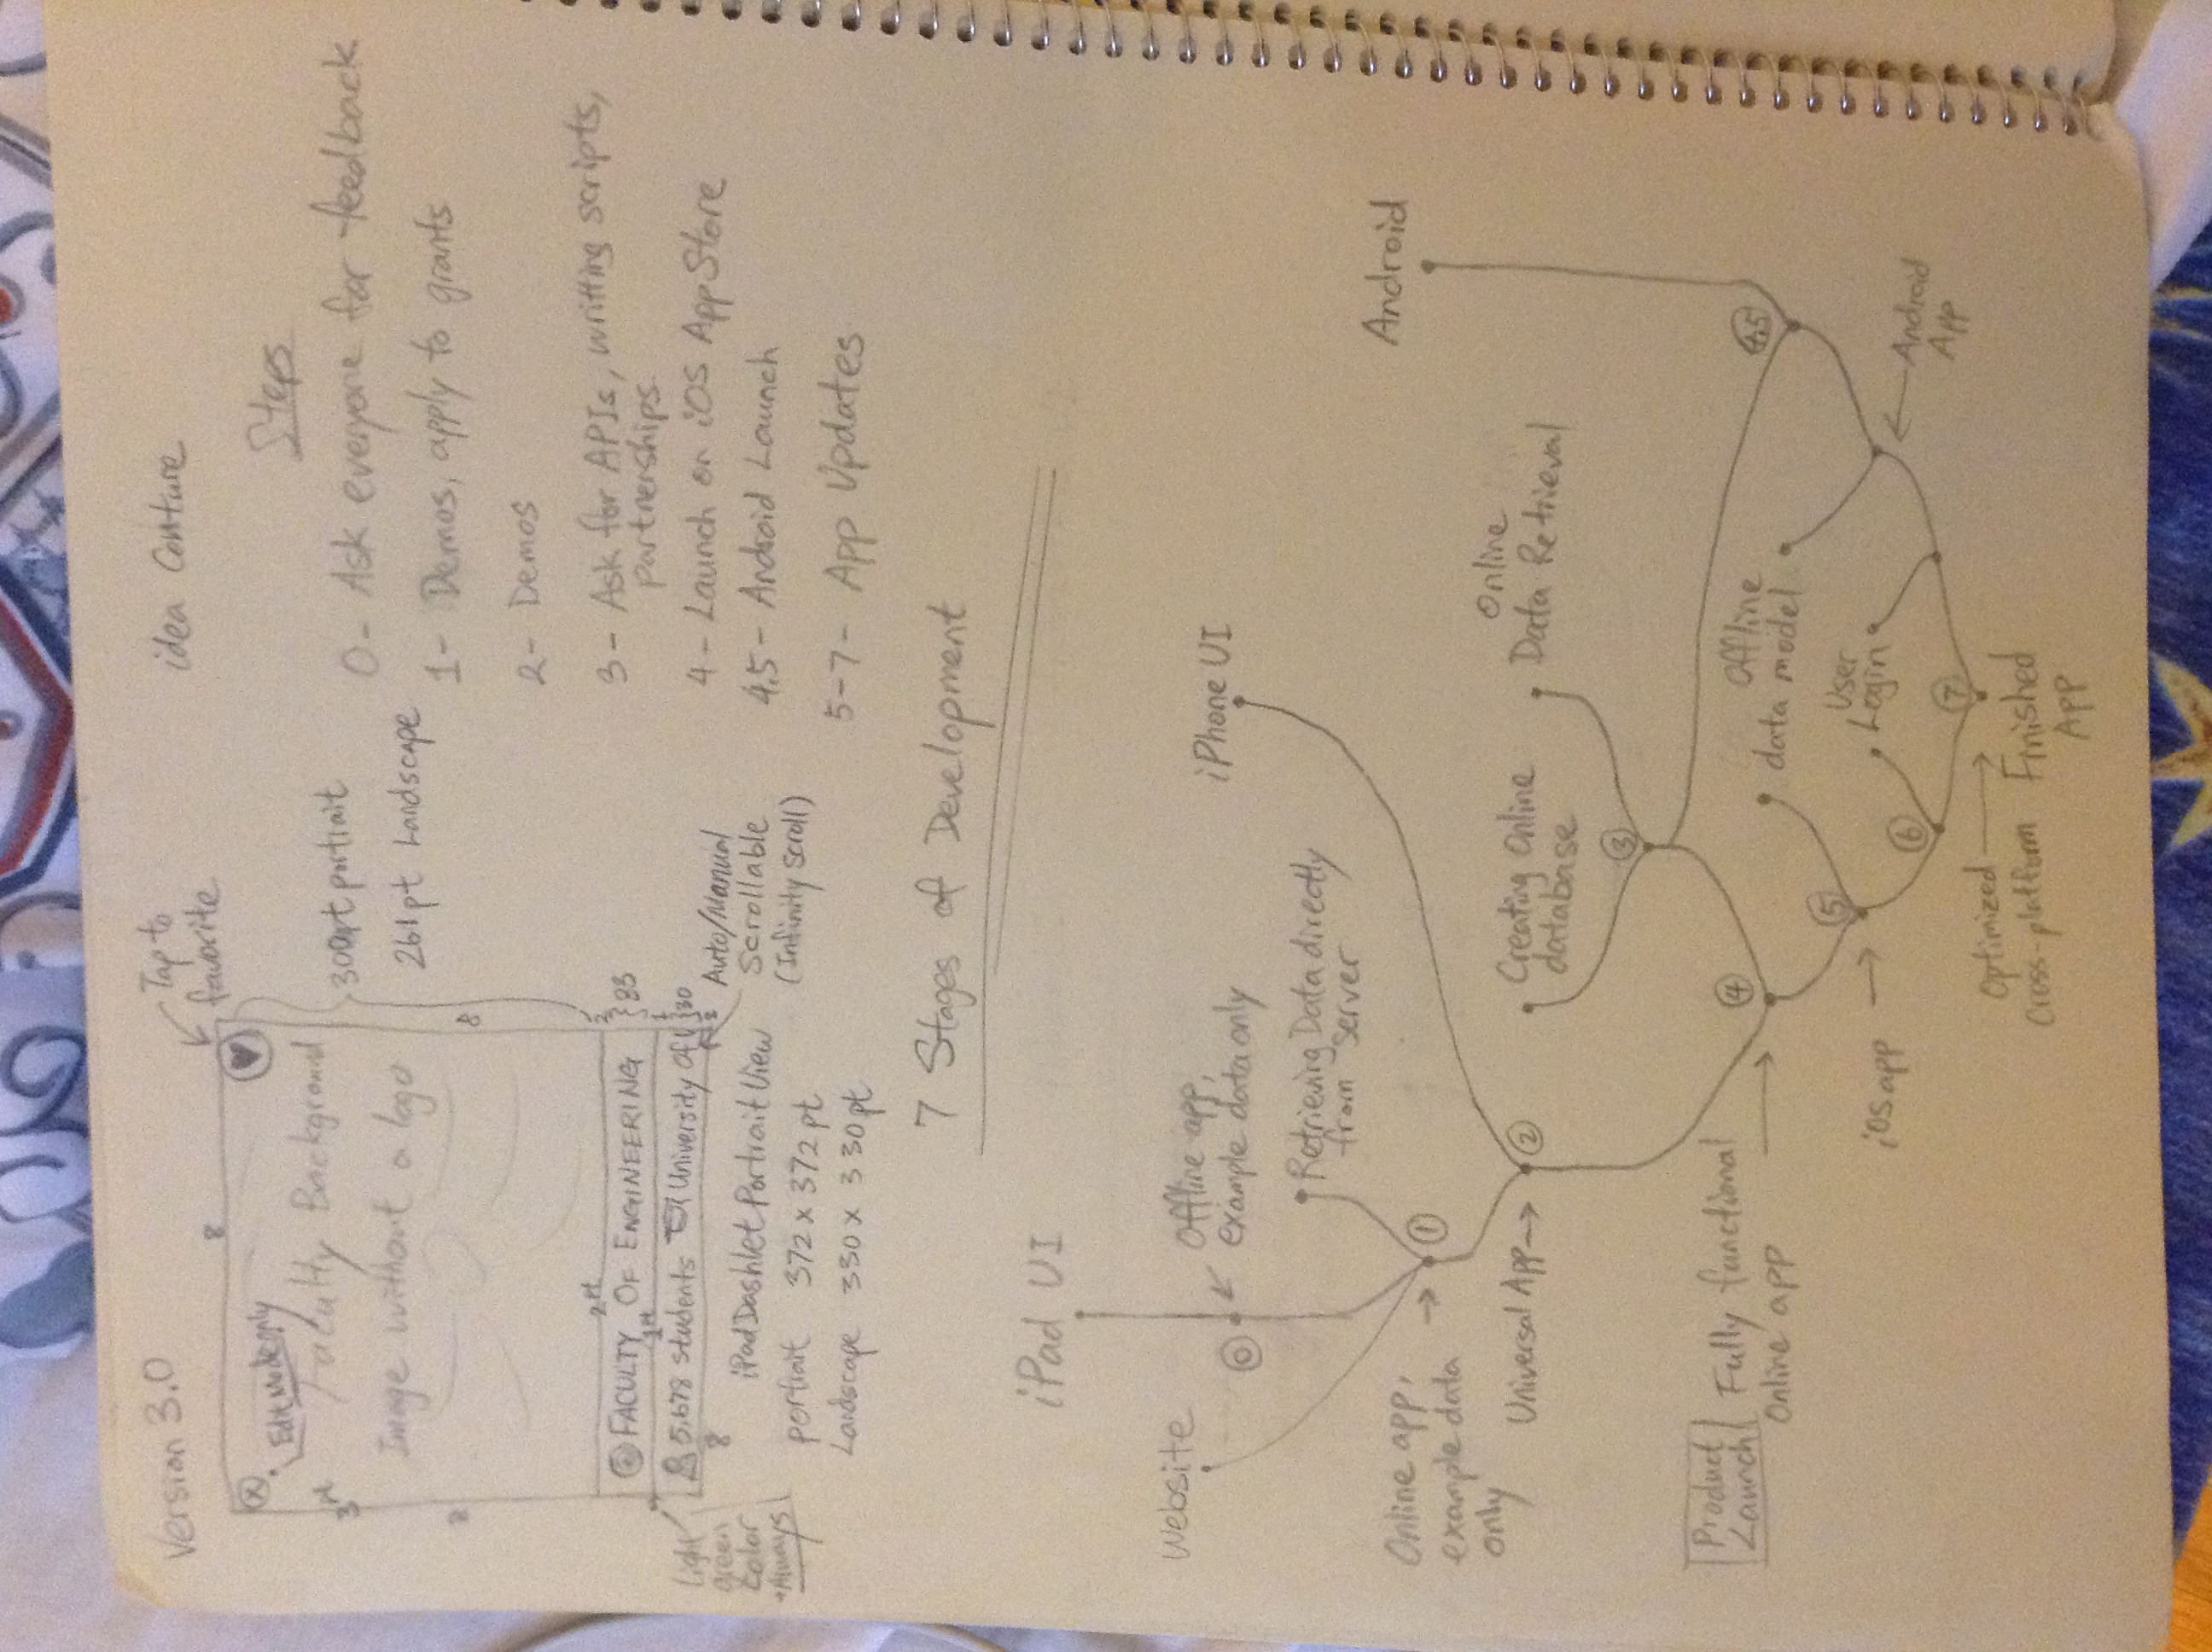 Version 3.0
Tap to
favorite
8
X
Edit Mode only
Faculty Background
Image without a logo
3pt
8
8
300pt portrait
261pt Landscape
2pt
FACULTY OF ENGINEERING
33
1pt
5,678 students University Of
30
8
8
Light
green
Color
Always
Auto/Manual
Scrollable
(Infinity Scroll)
iPad Dashlet Portrait View
portrait 372 x 372 pt
Landscape 330 x 330 pt
idea Conture
Steps
0- Ask everyone for feedback
1- Demos, apply to grants
2- Demos
3- Ask for APIs, writting scripts,
partnerships
4- Launch on iOS AppStore
4.5- Android Launch
5-7- App Updates
7 Stages of Development
iPad UI
Website
0
Offline app,
example data only
iPhone UI
Retrieving Data directly
from server
Android
Online app,
example data
only
1
Universal App
2
Creating Online
database
Online
Data Retrieval
3
Product
Launch
Fully functional
Online app
4
Offline
data model
4.5
5
iOS app
User
Login
6
Android
App
7
Optimized
Cross-platform
Finished
App